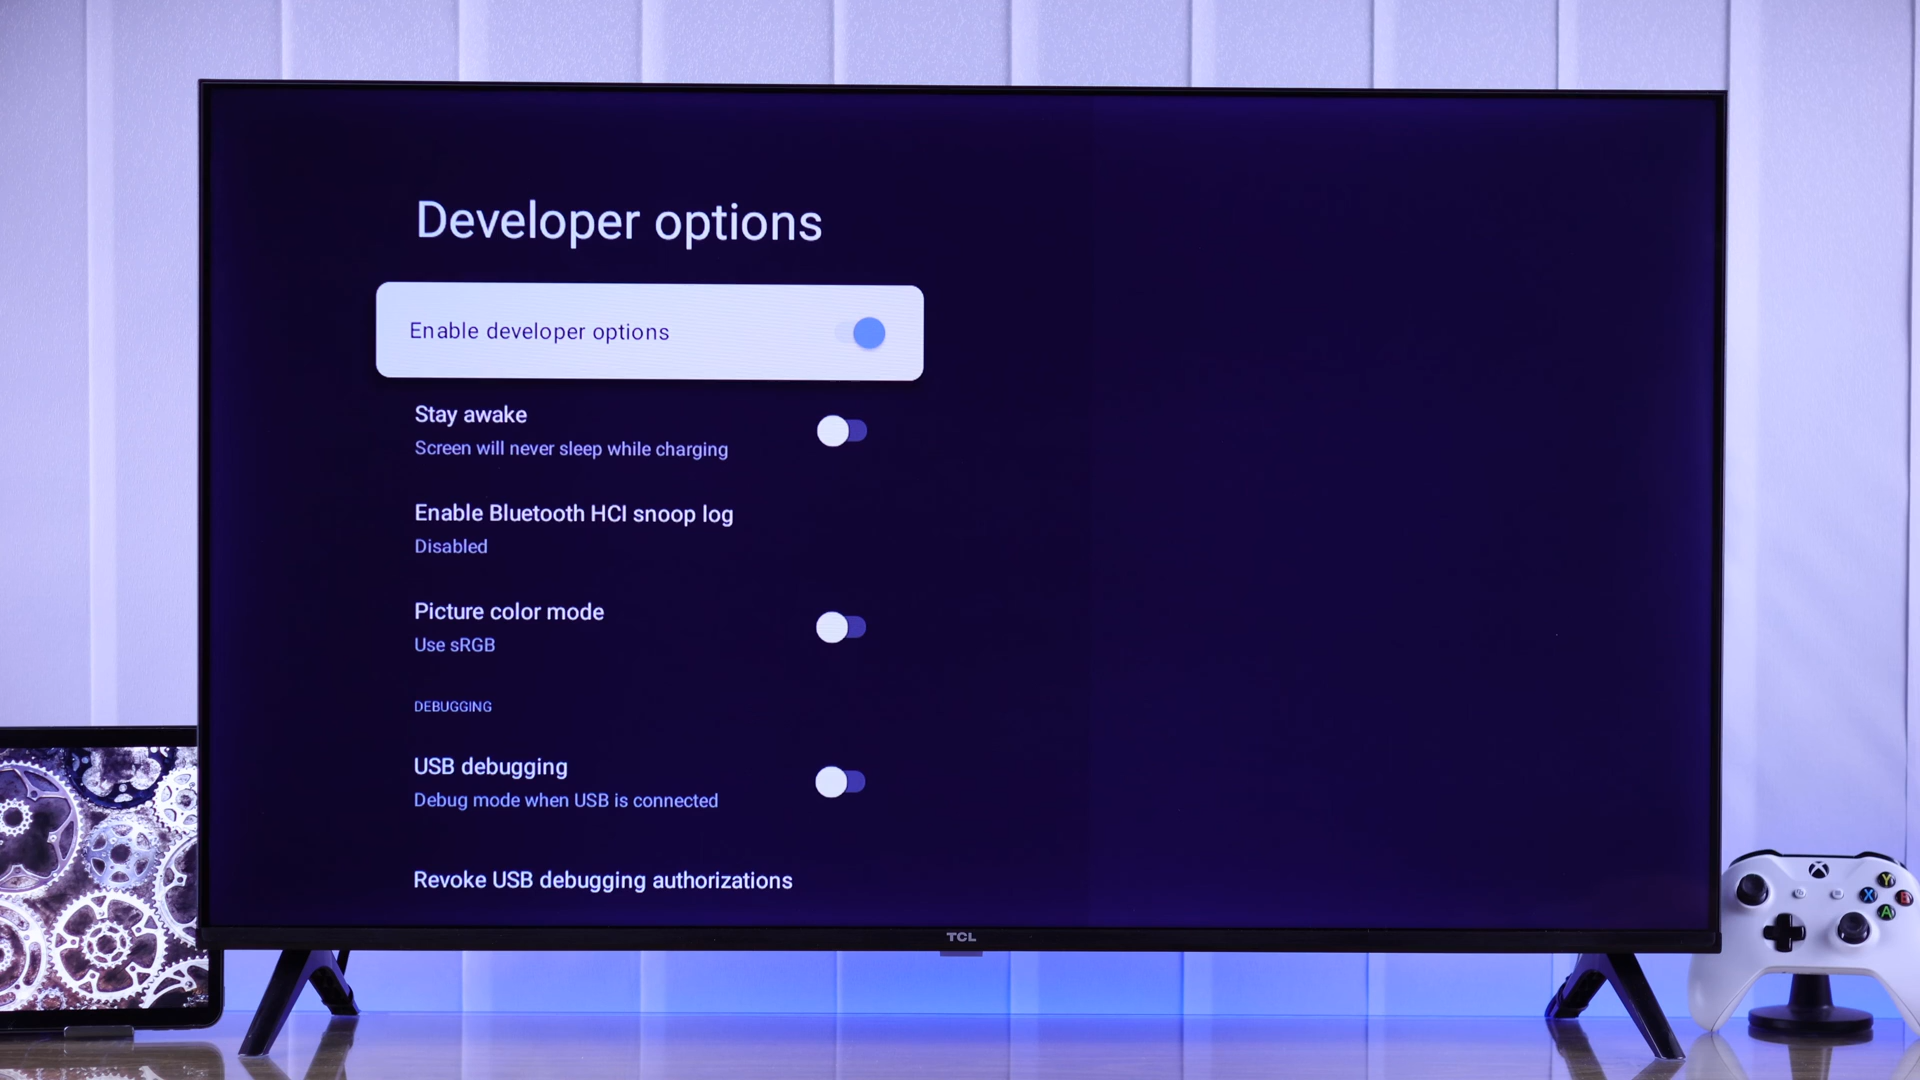 Developer options
Enable developer options
Stay awake
Screen will never sleep while charging
Enable Bluetooth HCI snoop log
Disabled
Picture color mode
Use sRGB
DEBUGGING
USB debugging
Debug mode when USB is connected
Revoke USB debugging authorizations
TCL
Y
X
B
A